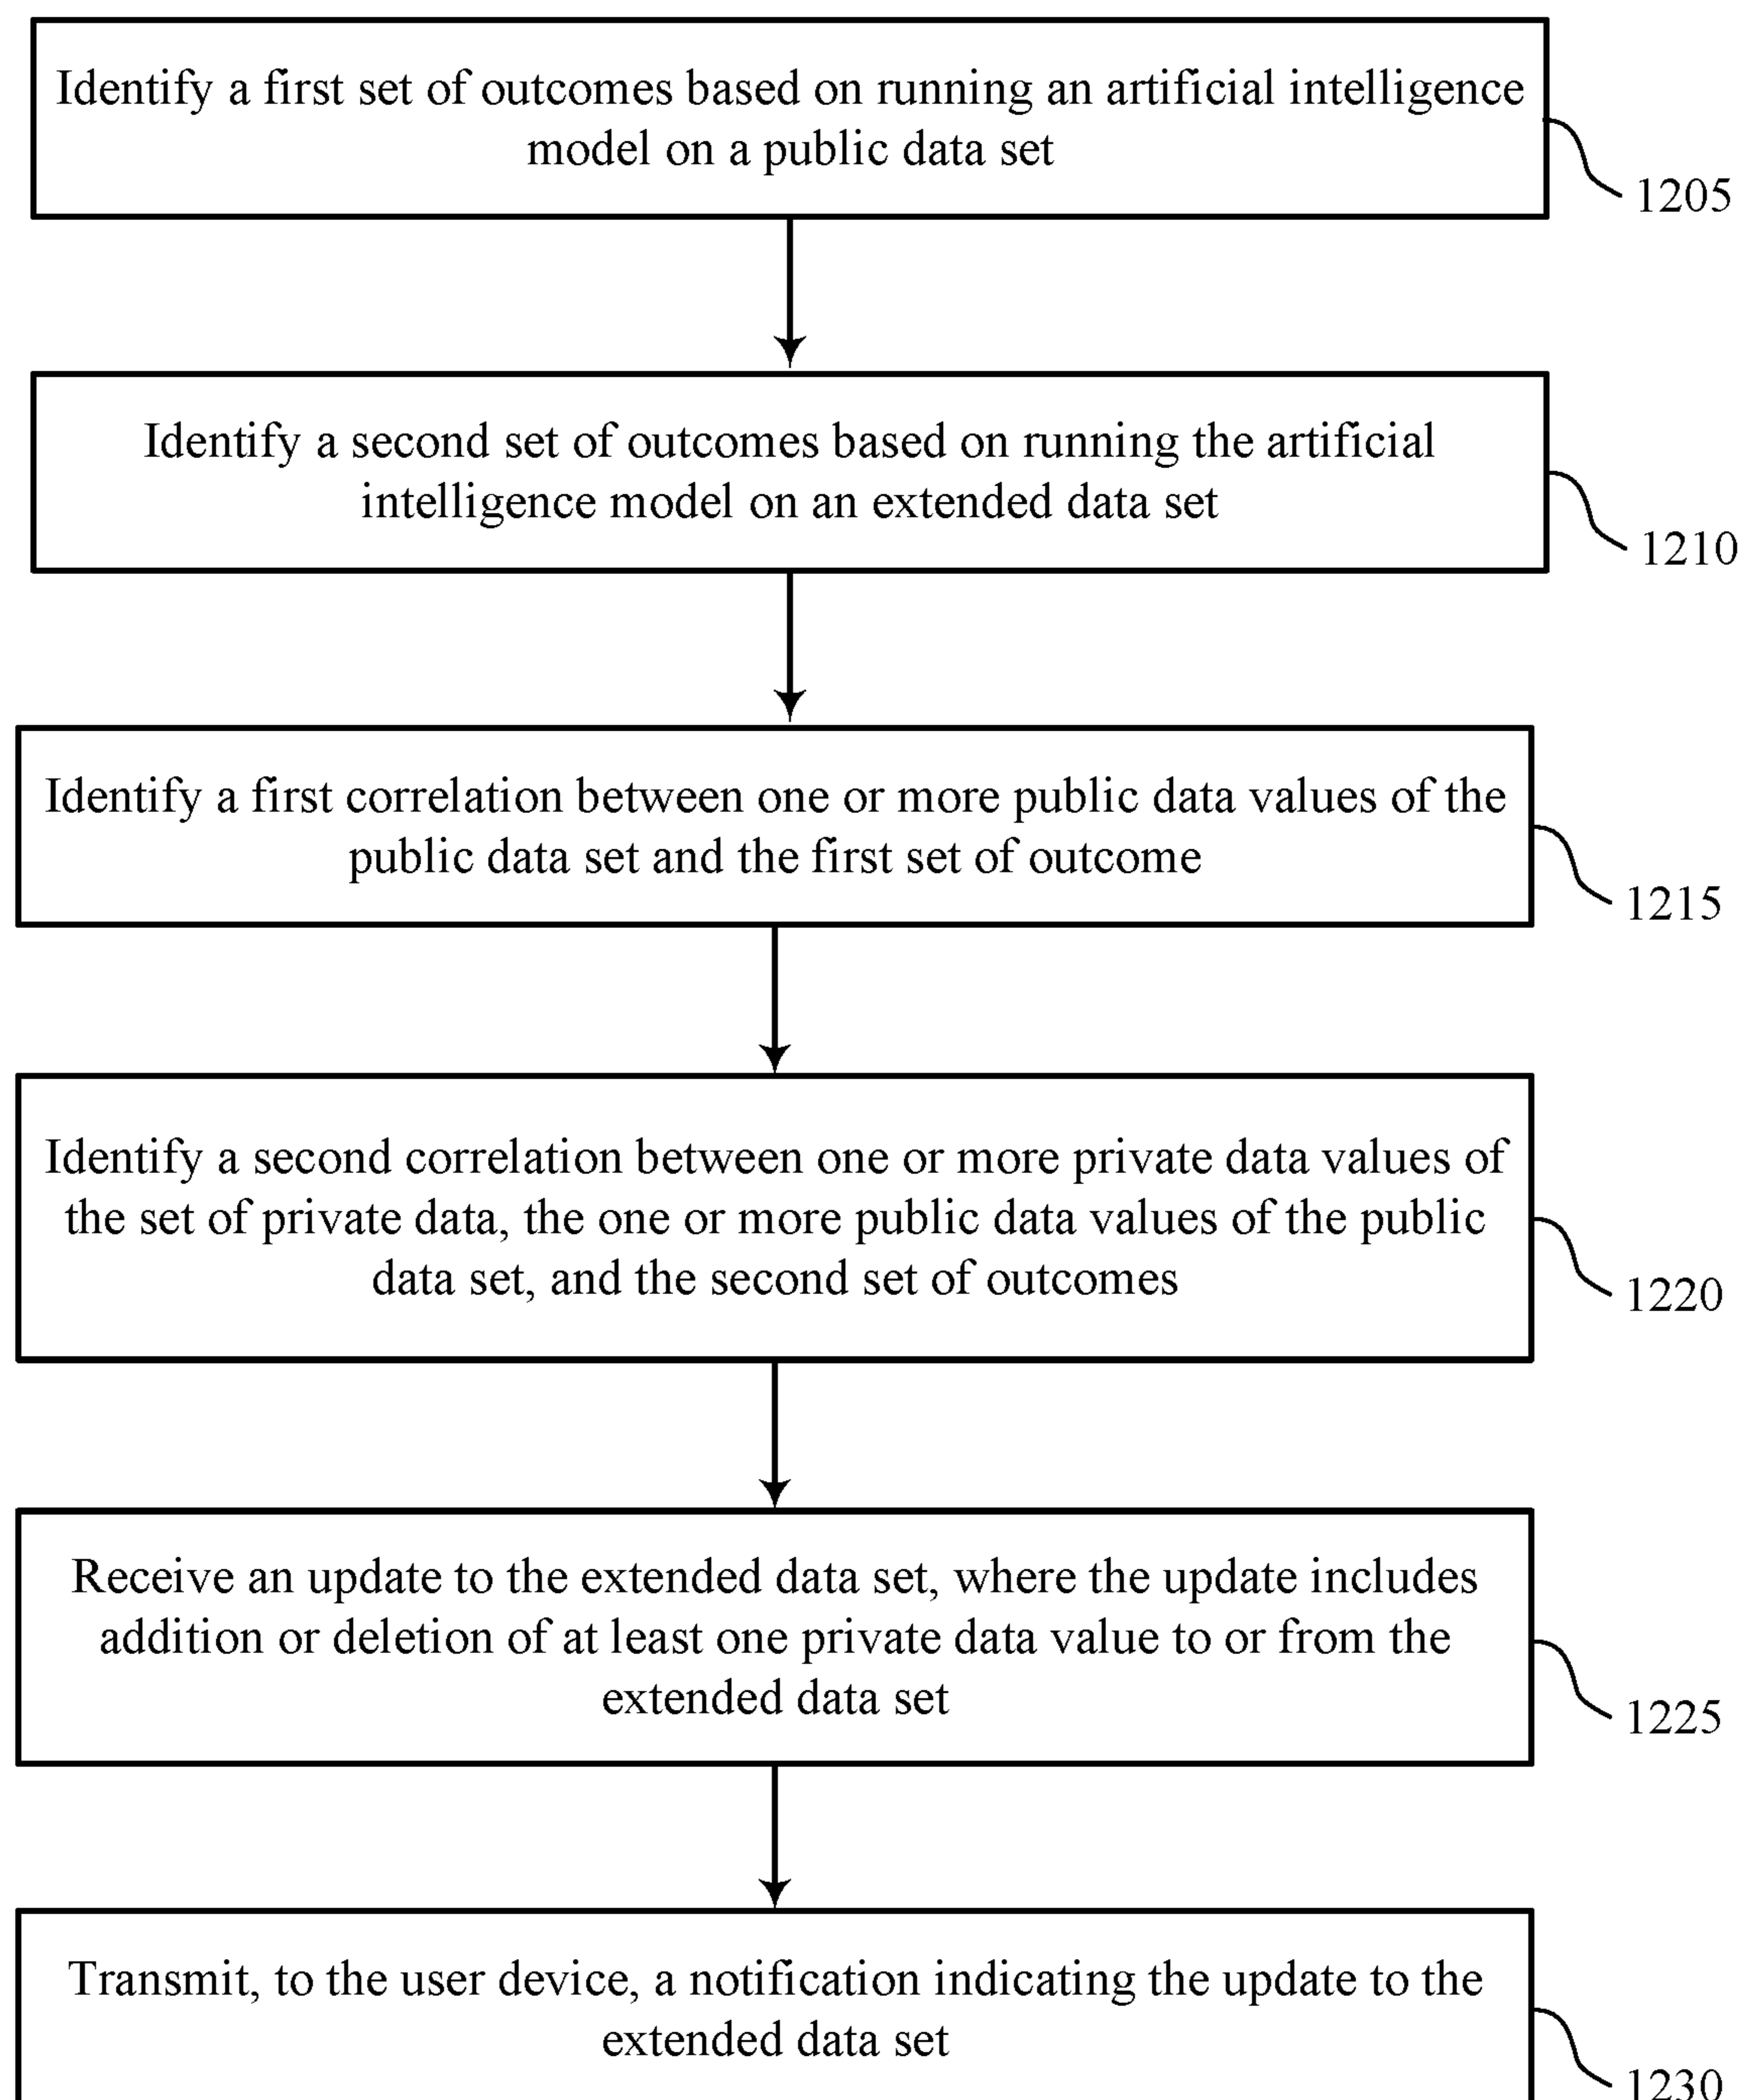 Identify a first set of outcomes based on running an artificial intelligence
model on a public data set
1205
Identify a second set of outcomes based on running the artificial
intelligence model on an extended data set
1210
Identify a first correlation between one or more public data values of the
public data set and the first set of outcome
1215
Identify a second correlation between one or more private data values of
the set of private data, the one or more public data values of the public
data set, and the second set of outcomes
1220
Receive an update to the extended data set, where the update includes
addition or deletion of at least one private data value to or from the
extended data set
1225
Transmit, to the user device, a notification indicating the update to the
extended data set
1230